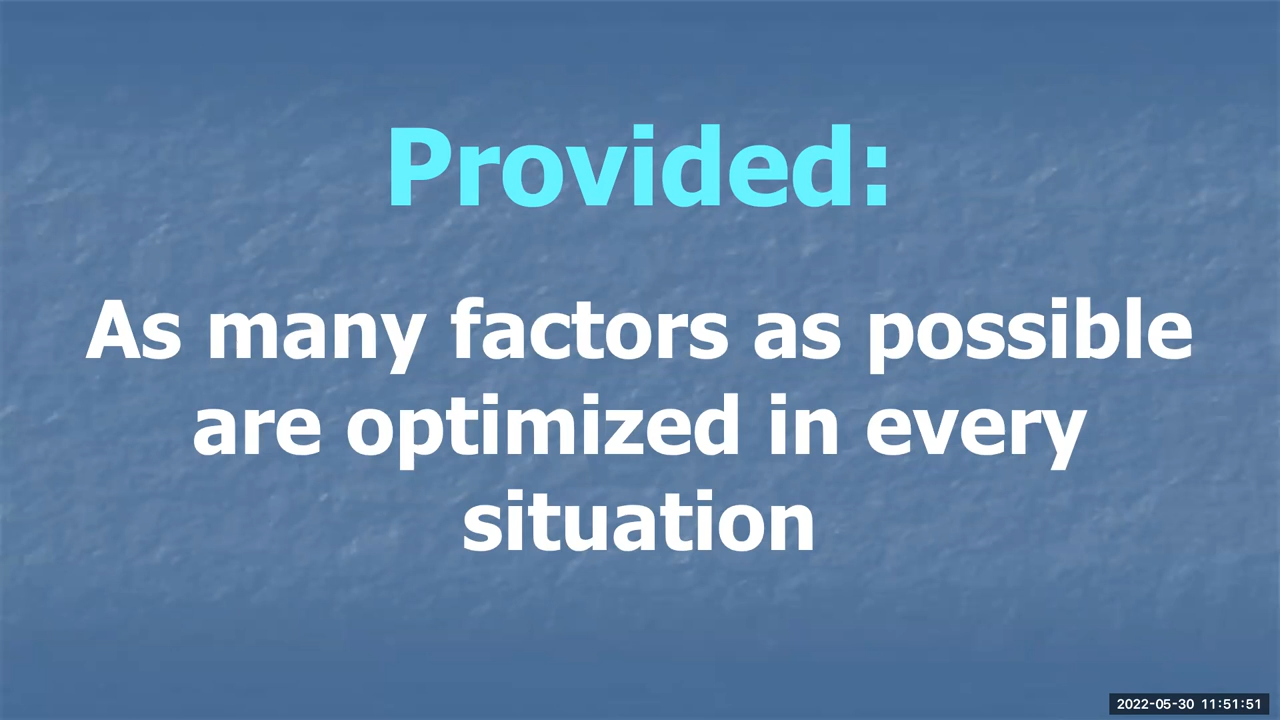 Provided:
As many factors as possible
are optimized in every
situation
2022-05-30 11:51:51